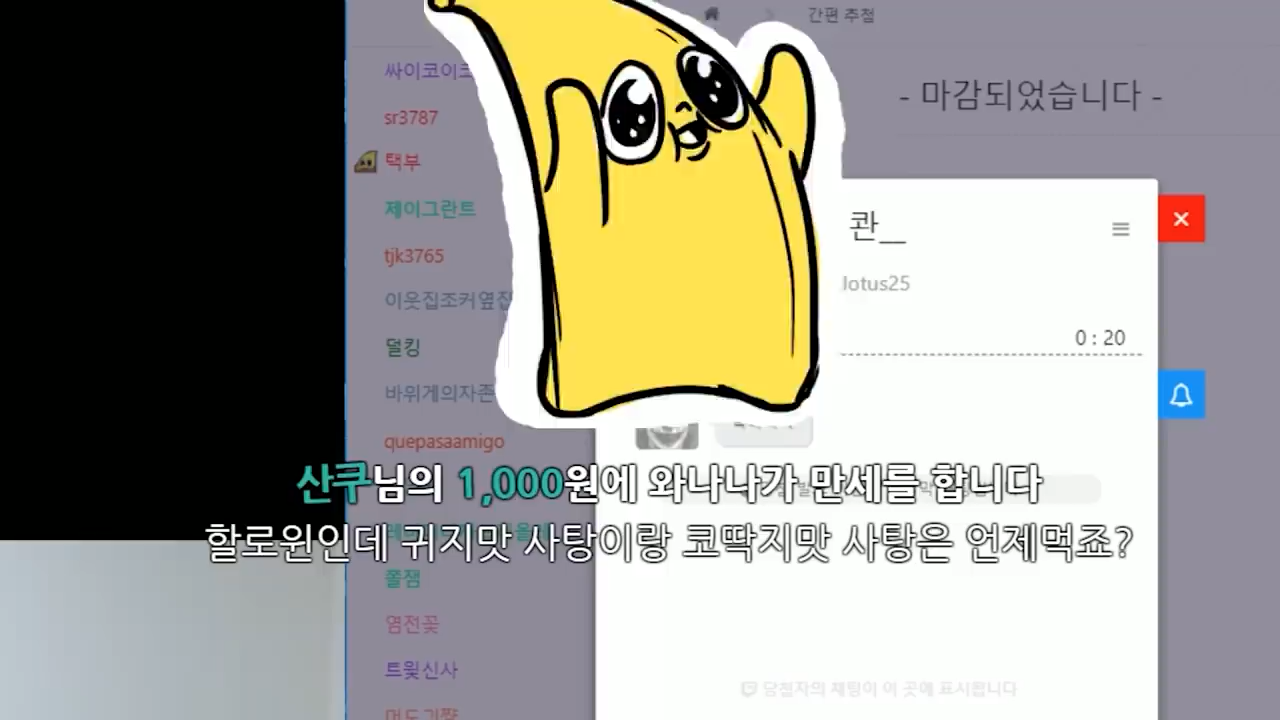 간편 추첨
- 마감되었습니다 -
싸이코이코
sr3787
택부
제이그란트
tjk3765
이웃집조커옆집
덜킹
바위게의자존
quepasaamigo
콴__
lotus25
0 : 20
산쿠님의 1,000원에 와나나가 만세를 합니다
할로윈인데 귀지맛 사탕이랑 코딱지맛 사탕은 언제먹죠?
쫄잼
염전꽃
트윗신사
당첨자의 채팅이 이 곳에 표시됩니다